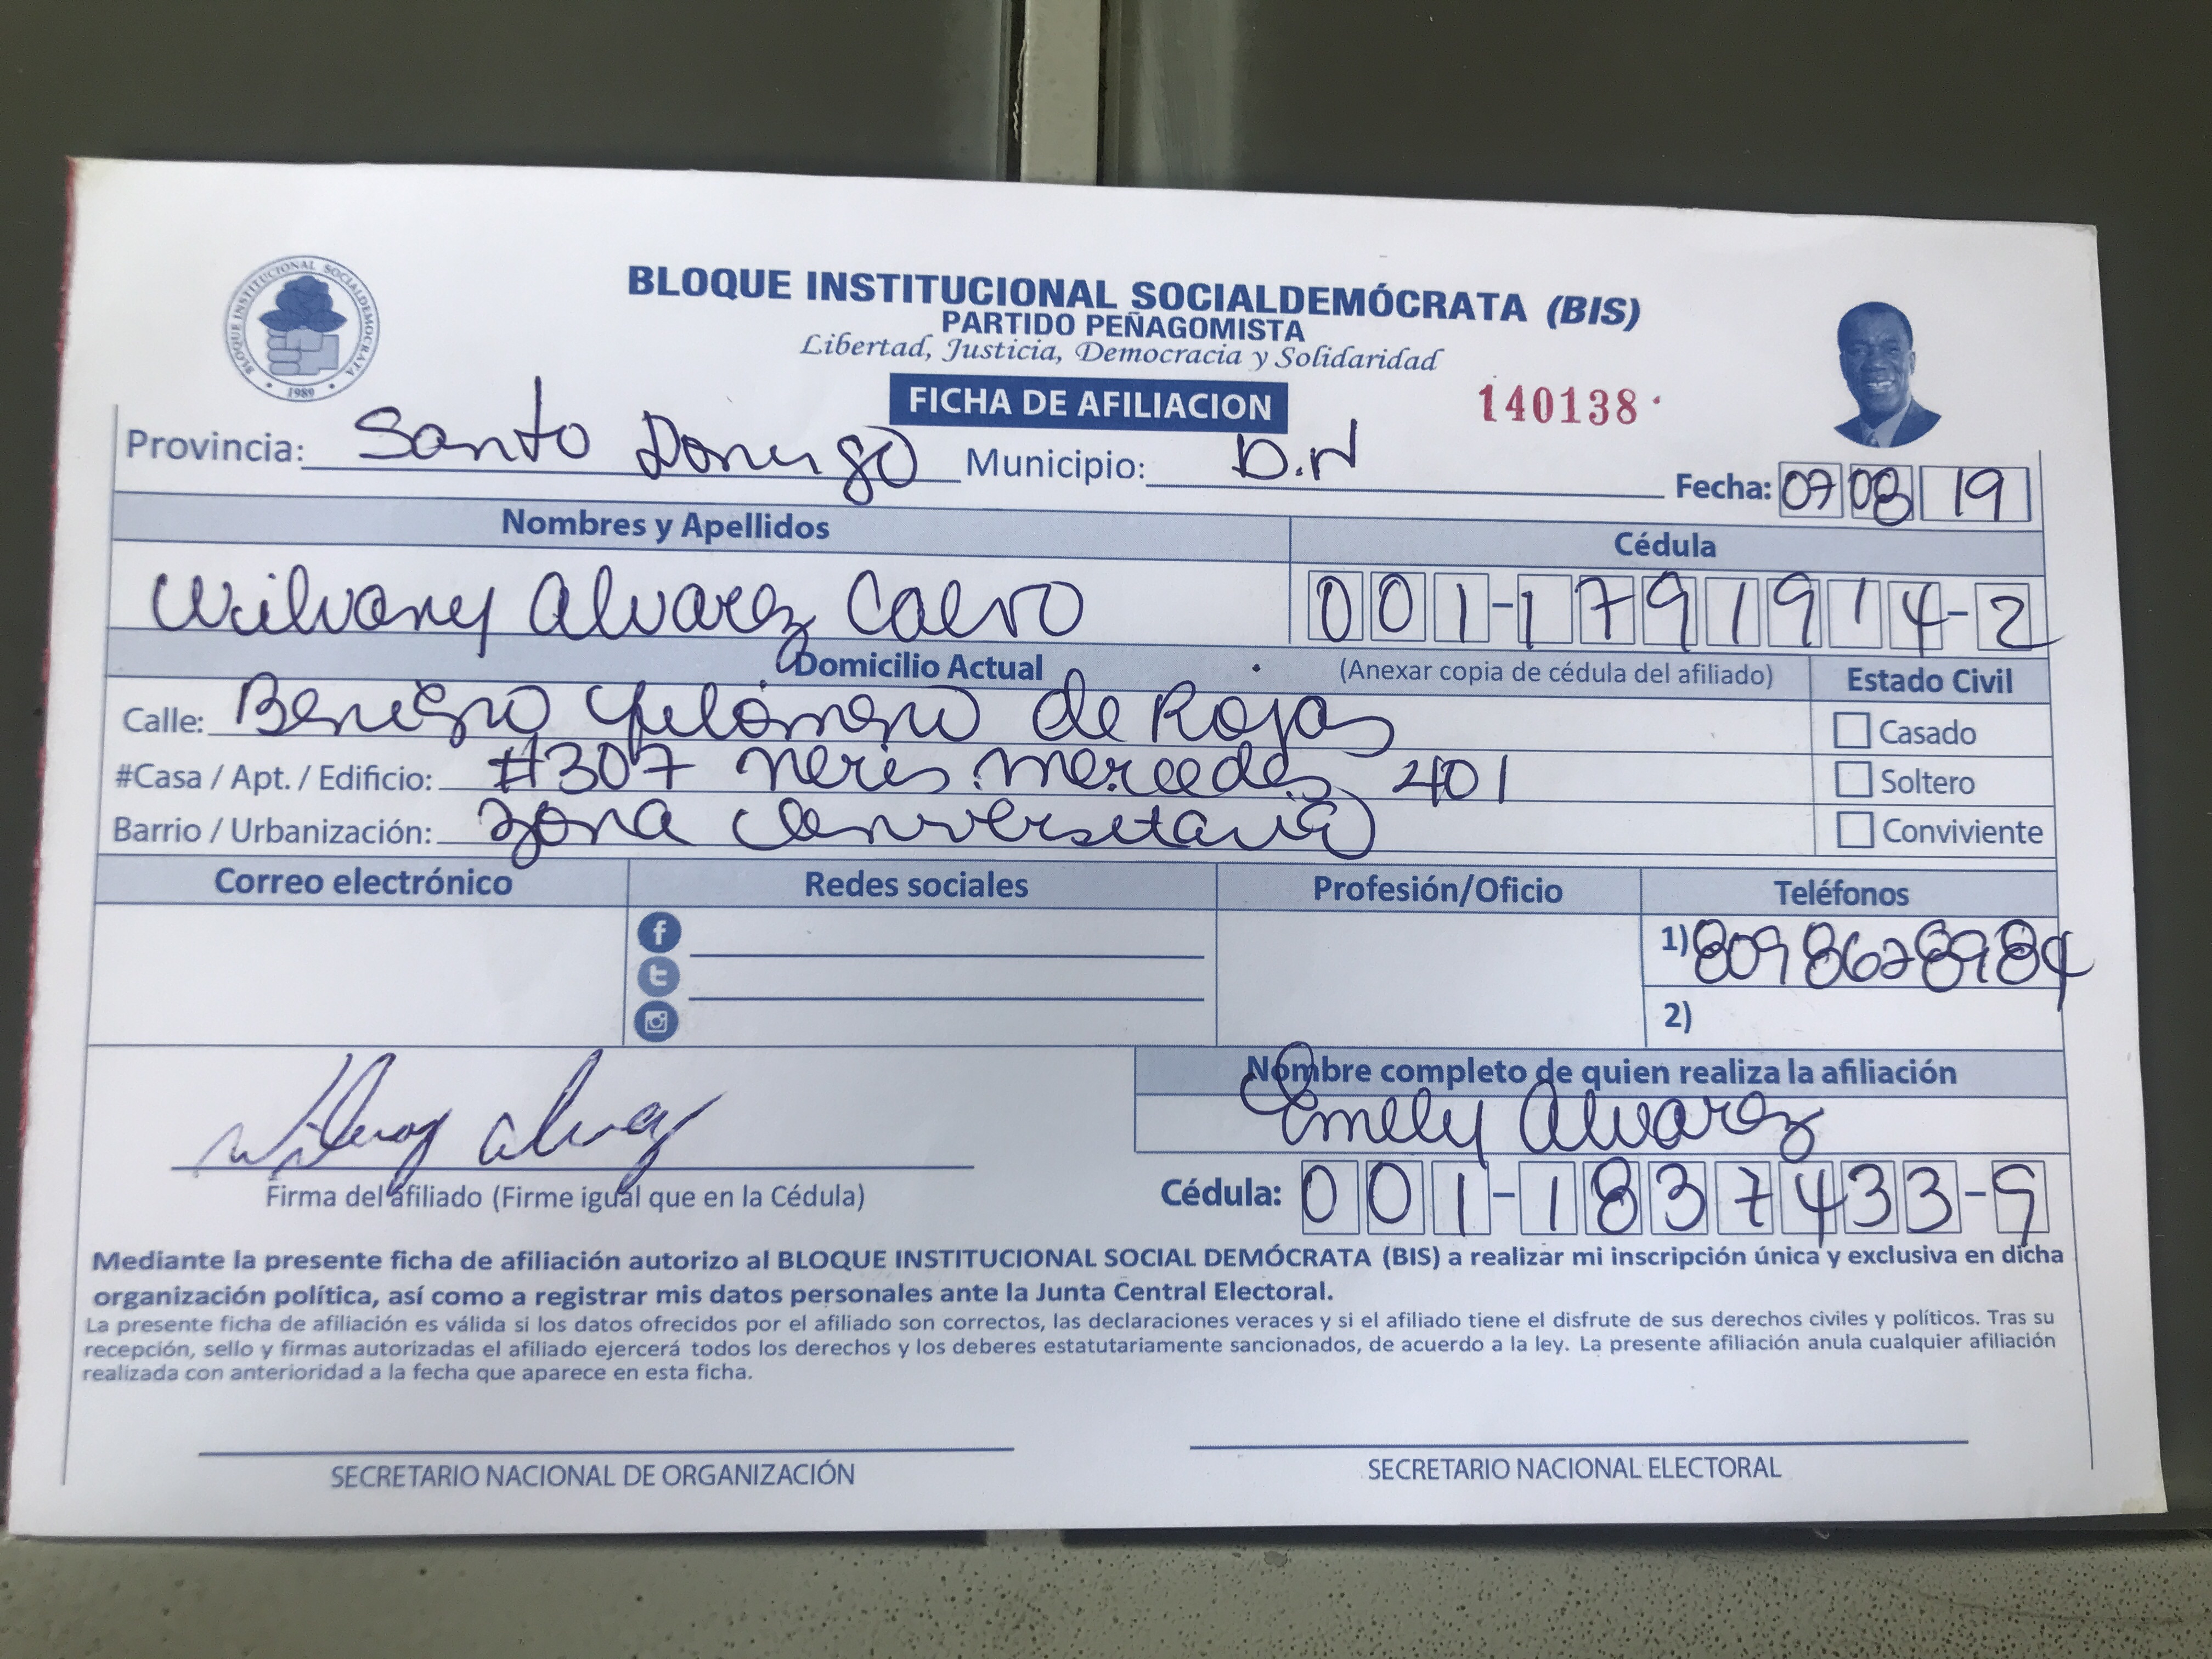 BLOQUE INSTITUCIONAL SOCIALDEMOCRATA
1989
BLOQUE INSTITUCIONAL SOCIALDEMÓCRATA (BIS)
PARTIDO PEÑAGOMISTA
Libertad, Justicia, Democracia y Solidaridad
FICHA DE AFILIACION 140138
Provincia: Santo Domingo Municipio: D.N Fecha: 07 08 19
Nombres y Apellidos Cédula
Wilvany Alvarez Calvo 001-1791914-2
Domicilio Actual (Anexar copia de cédula del afiliado) Estado Civil
Calle: Benigno Filómeno de Rojas Casado
#Casa / Apt. / Edificio: #307 Neris Mercedes 401 Soltero
Barrio / Urbanización: Zona Universitaria Conviviente
Correo electrónico Redes sociales Profesión/Oficio Teléfonos
1) 8098628984
2)
Nombre completo de quien realiza la afiliación
Emely Alvarez
Firma del afiliado (Firme igual que en la Cédula) Cédula: 001-1837433-9
Mediante la presente ficha de afiliación autorizo al BLOQUE INSTITUCIONAL SOCIAL DEMÓCRATA (BIS) a realizar mi inscripción única y exclusiva en dicha
organización política, así como a registrar mis datos personales ante la Junta Central Electoral.
La presente ficha de afiliación es válida si los datos ofrecidos por el afiliado son correctos, las declaraciones veraces y si el afiliado tiene el disfrute de sus derechos civiles y políticos. Tras su
recepción, sello y firmas autorizadas el afiliado ejercerá todos los derechos y los deberes estatutariamente sancionados, de acuerdo a la ley. La presente afiliación anula cualquier afiliación
realizada con anterioridad a la fecha que aparece en esta ficha.
SECRETARIO NACIONAL DE ORGANIZACIÓN SECRETARIO NACIONAL ELECTORAL